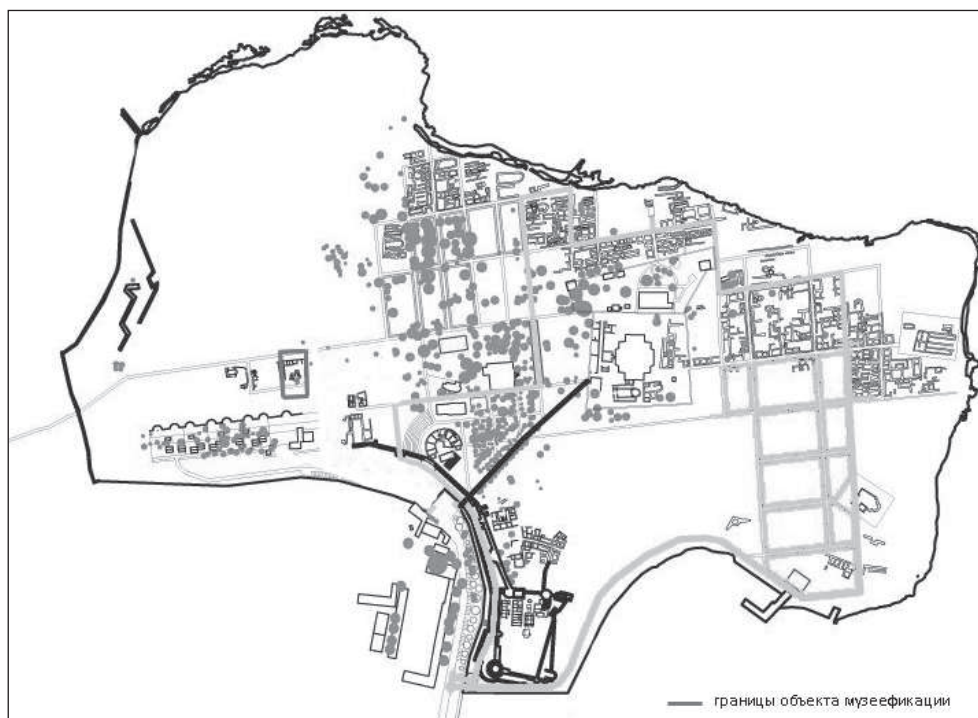 границы объекта музеефикации